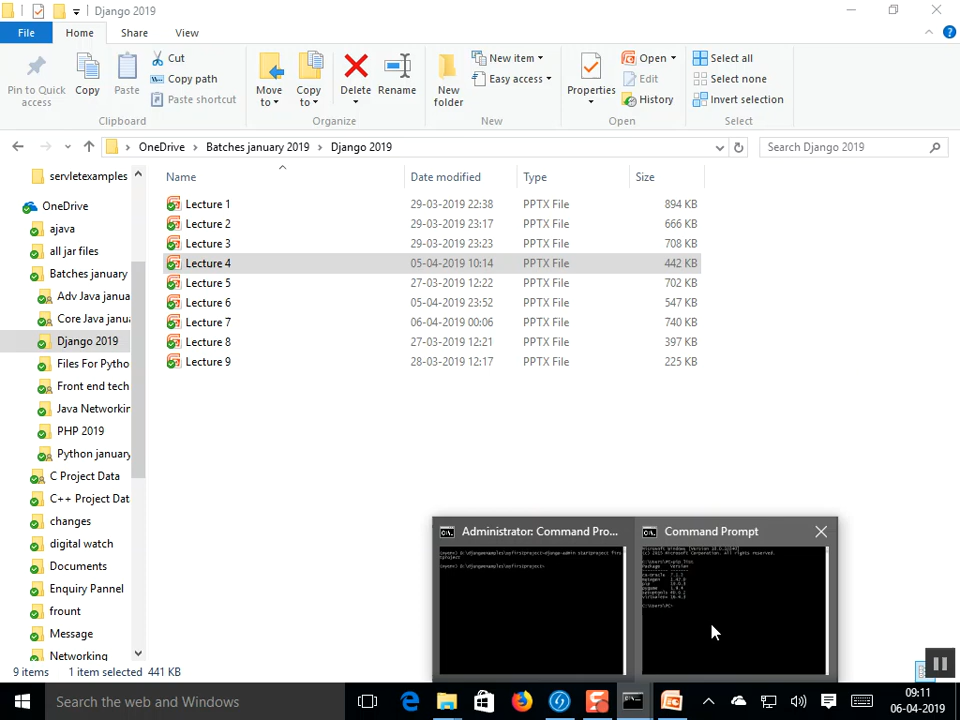 Django 2019
File
Home
Share
View
Pin to Quick access
Copy
Paste
Cut
Copy path
Paste shortcut
Clipboard
Move to
Copy to
Delete
Rename
Organize
New folder
New item
Easy access
New
Properties
Open
Edit
History
Open
Select all
Select none
Invert selection
Select
OneDrive
Batches january 2019
Django 2019
Search Django 2019
Name
Date modified
Type
Size
Lecture 1 29-03-2019 22:38 PPTX File 894 KB
Lecture 2 29-03-2019 23:17 PPTX File 666 KB
Lecture 3 29-03-2019 23:23 PPTX File 708 KB
Lecture 4 05-04-2019 10:14 PPTX File 442 KB
Lecture 5 27-03-2019 12:22 PPTX File 702 KB
Lecture 6 05-04-2019 23:52 PPTX File 547 KB
Lecture 7 06-04-2019 00:06 PPTX File 740 KB
Lecture 8 27-03-2019 12:21 PPTX File 397 KB
Lecture 9 28-03-2019 12:17 PPTX File 225 KB
servletexamples
OneDrive
ajava
all jar files
Batches january
Adv Java janua
Core Java janu
Django 2019
Files For Pytho
Front end tech
Java Networkin
PHP 2019
Python january
C Project Data
C++ Project Dat
changes
digital watch
Documents
Enquiry Pannel
frount
Message
Networking
9 items 1 item selected 441 KB
Administrator: Command Pro...
Command Prompt
Search the web and Windows
09:11
06-04-2019